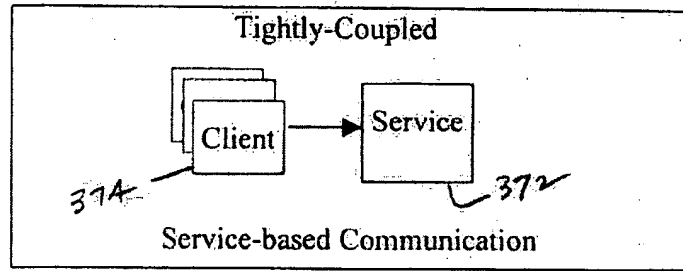 Tightly-Coupled
Client
Service
374
372
Service-based Communication